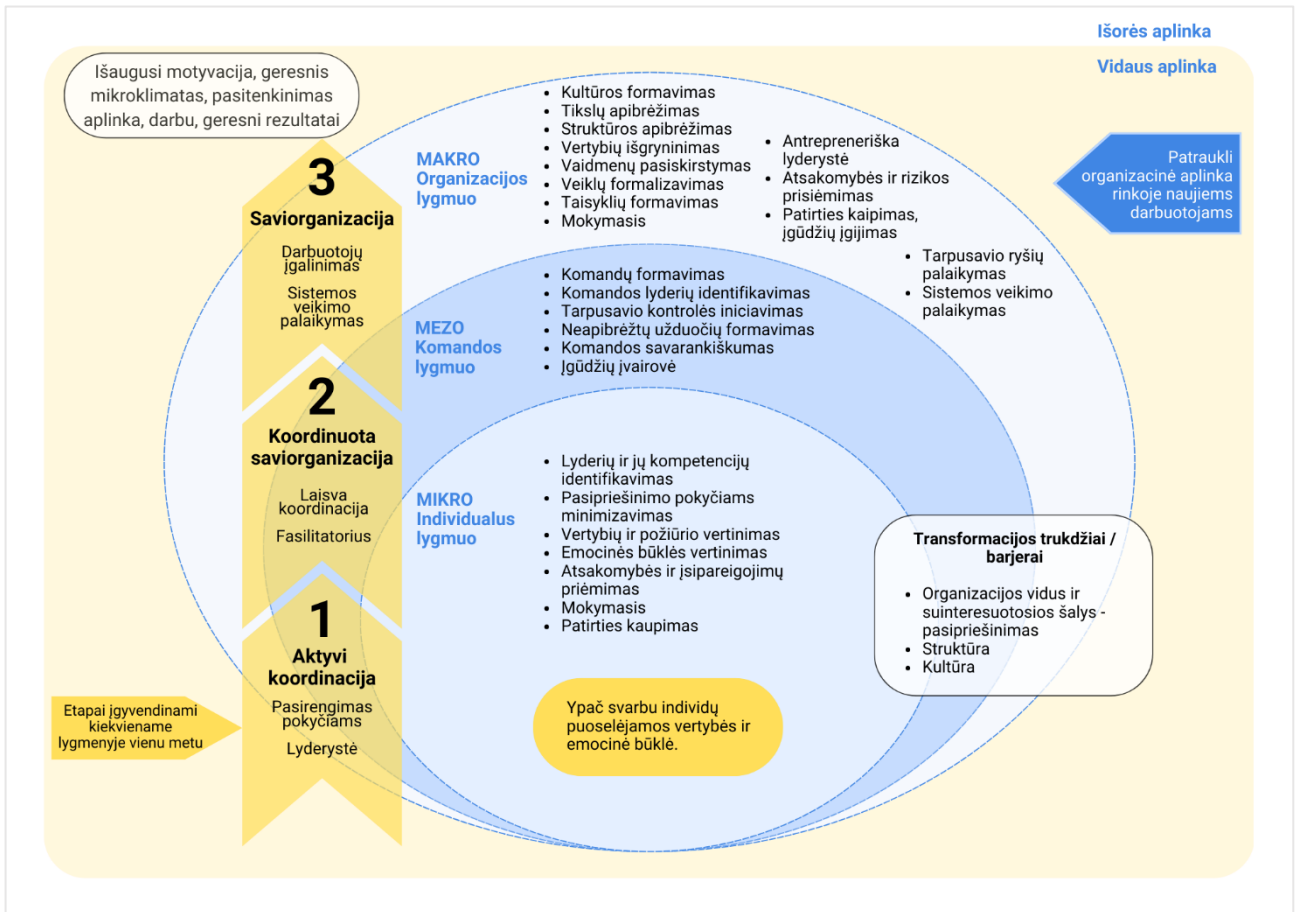 Išorės aplinka
Vidaus aplinka
Išaugusi motyvacija, geresnis
mikroklimatas, pasitenkinimas
aplinka, darbu, geresni rezultatai
3
Saviorganizacija
Darbuotojų
įgalinimas
Sistemos
veikimo
palaikymas
2
Koordinuota
saviorganizacija
Laisva
koordinacija
Fasilitatorius
1
Aktyvi
koordinacija
Pasirengimas
pokyčiams
Lyderystė
Etapai įgyvendinami
kiekviename
lygmenyje vienu metu
MAKRO
Organizacijos
lygmuo
• Kultūros formavimas
• Tikslų apibrėžimas
• Struktūros apibrėžimas
• Vertybių išgryninimas
• Vaidmenų pasiskirstymas
• Veiklų formalizavimas
• Taisyklių formavimas
• Mokymasis
• Antrepreneriška
lyderystė
• Atsakomybės ir rizikos
prisiėmimas
• Patirties kaipimas,
įgūdžių įgijimas
• Tarpusavio ryšių
palaikymas
• Sistemos veikimo
palaikymas
Patraukli
organizacinė aplinka
rinkoje naujiems
darbuotojams
MEZO
Komandos
lygmuo
• Komandų formavimas
• Komandos lyderių identifikavimas
• Tarpusavio kontrolės iniciavimas
• Neapibrėžtų užduočių formavimas
• Komandos savarankiškumas
• Įgūdžių įvairovė
MIKRO
Individualus
lygmuo
• Lyderių ir jų kompetencijų
identifikavimas
• Pasipriešinimo pokyčiams
minimizavimas
• Vertybių ir požiūrio vertinimas
• Emocinės būklės vertinimas
• Atsakomybės ir įsipareigojimų
priėmimas
• Mokymasis
• Patirties kaupimas
Ypač svarbu individų
puoselėjamos vertybės ir
emocinė būklė.
Transformacijos trukdžiai /
barjerai
• Organizacijos vidus ir
suinteresuotosios šalys -
pasipriešinimas
• Struktūra
• Kultūra